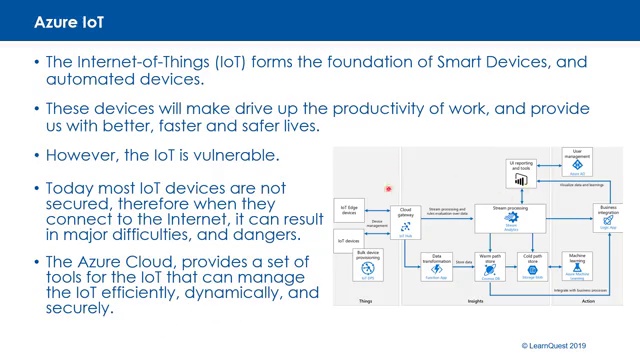 Azure IoT
• The Internet-of-Things (IoT) forms the foundation of Smart Devices, and
automated devices.
• These devices will make drive up the productivity of work, and provide
us with better, faster and safer lives.
• However, the IoT is vulnerable.
• Today most IoT devices are not
secured, therefore when they
connect to the Internet, it can result
in major difficulties, and dangers.
• The Azure Cloud, provides a set of
tools for the IoT that can manage
the IoT efficiently, dynamically, and
securely.
User
management
Azure AD
UI reporting
and tools
Visualize data and learnings
IoT Edge
devices
Cloud
gateway
IoT Hub
Stream processing and
rules evaluation over data
Stream processing
Stream
Analytics
Business
integration
Logic App
Device
management
IoT devices
Bulk device
provisioning
IoT DPS
Data
transformation
Function App
Store data
Warm path
store
Cosmos DB
Cold path
store
Storage blob
Machine
learning
Azure Machine
Learning
Integrate with business processes
Things
Insights
Action
© LearnQuest 2019